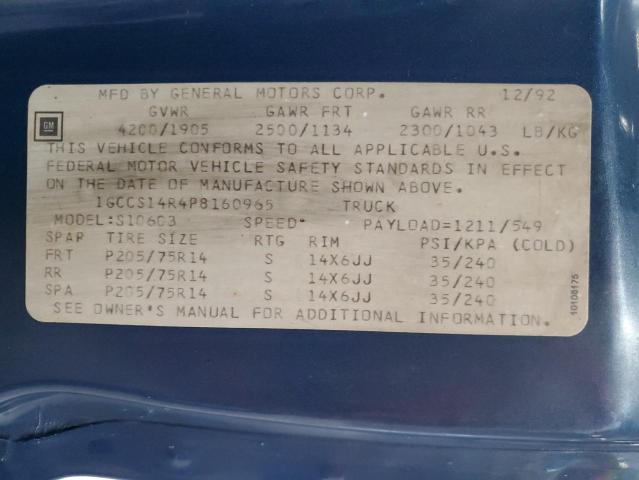 MFD BY GENERAL MOTORS CORP. 12/92
GVWR GAWR FRT GAWR RR
GM 4200/1905 2500/1134 2300/1043 LB/KG
THIS VEHICLE CONFORMS TO ALL APPLICABLE U.S.
FEDERAL MOTOR VEHICLE SAFETY STANDARDS IN EFFECT
ON THE DATE OF MANUFACTURE SHOWN ABOVE.
1GCCS14R4P8160965 TRUCK
MODEL:S10603 SPEED- PAYLOAD=1211/549
SPAR TIRE SIZE RTG RIM PSI/KPA (COLD)
FRT P205/75R14 S 14X6JJ 35/240
RR P205/75R14 S 14X6JJ 35/240
SPA P205/75R14 S 14X6JJ 35/240
SEE OWNER'S MANUAL FOR ADDITIONAL INFORMATION.
10108175